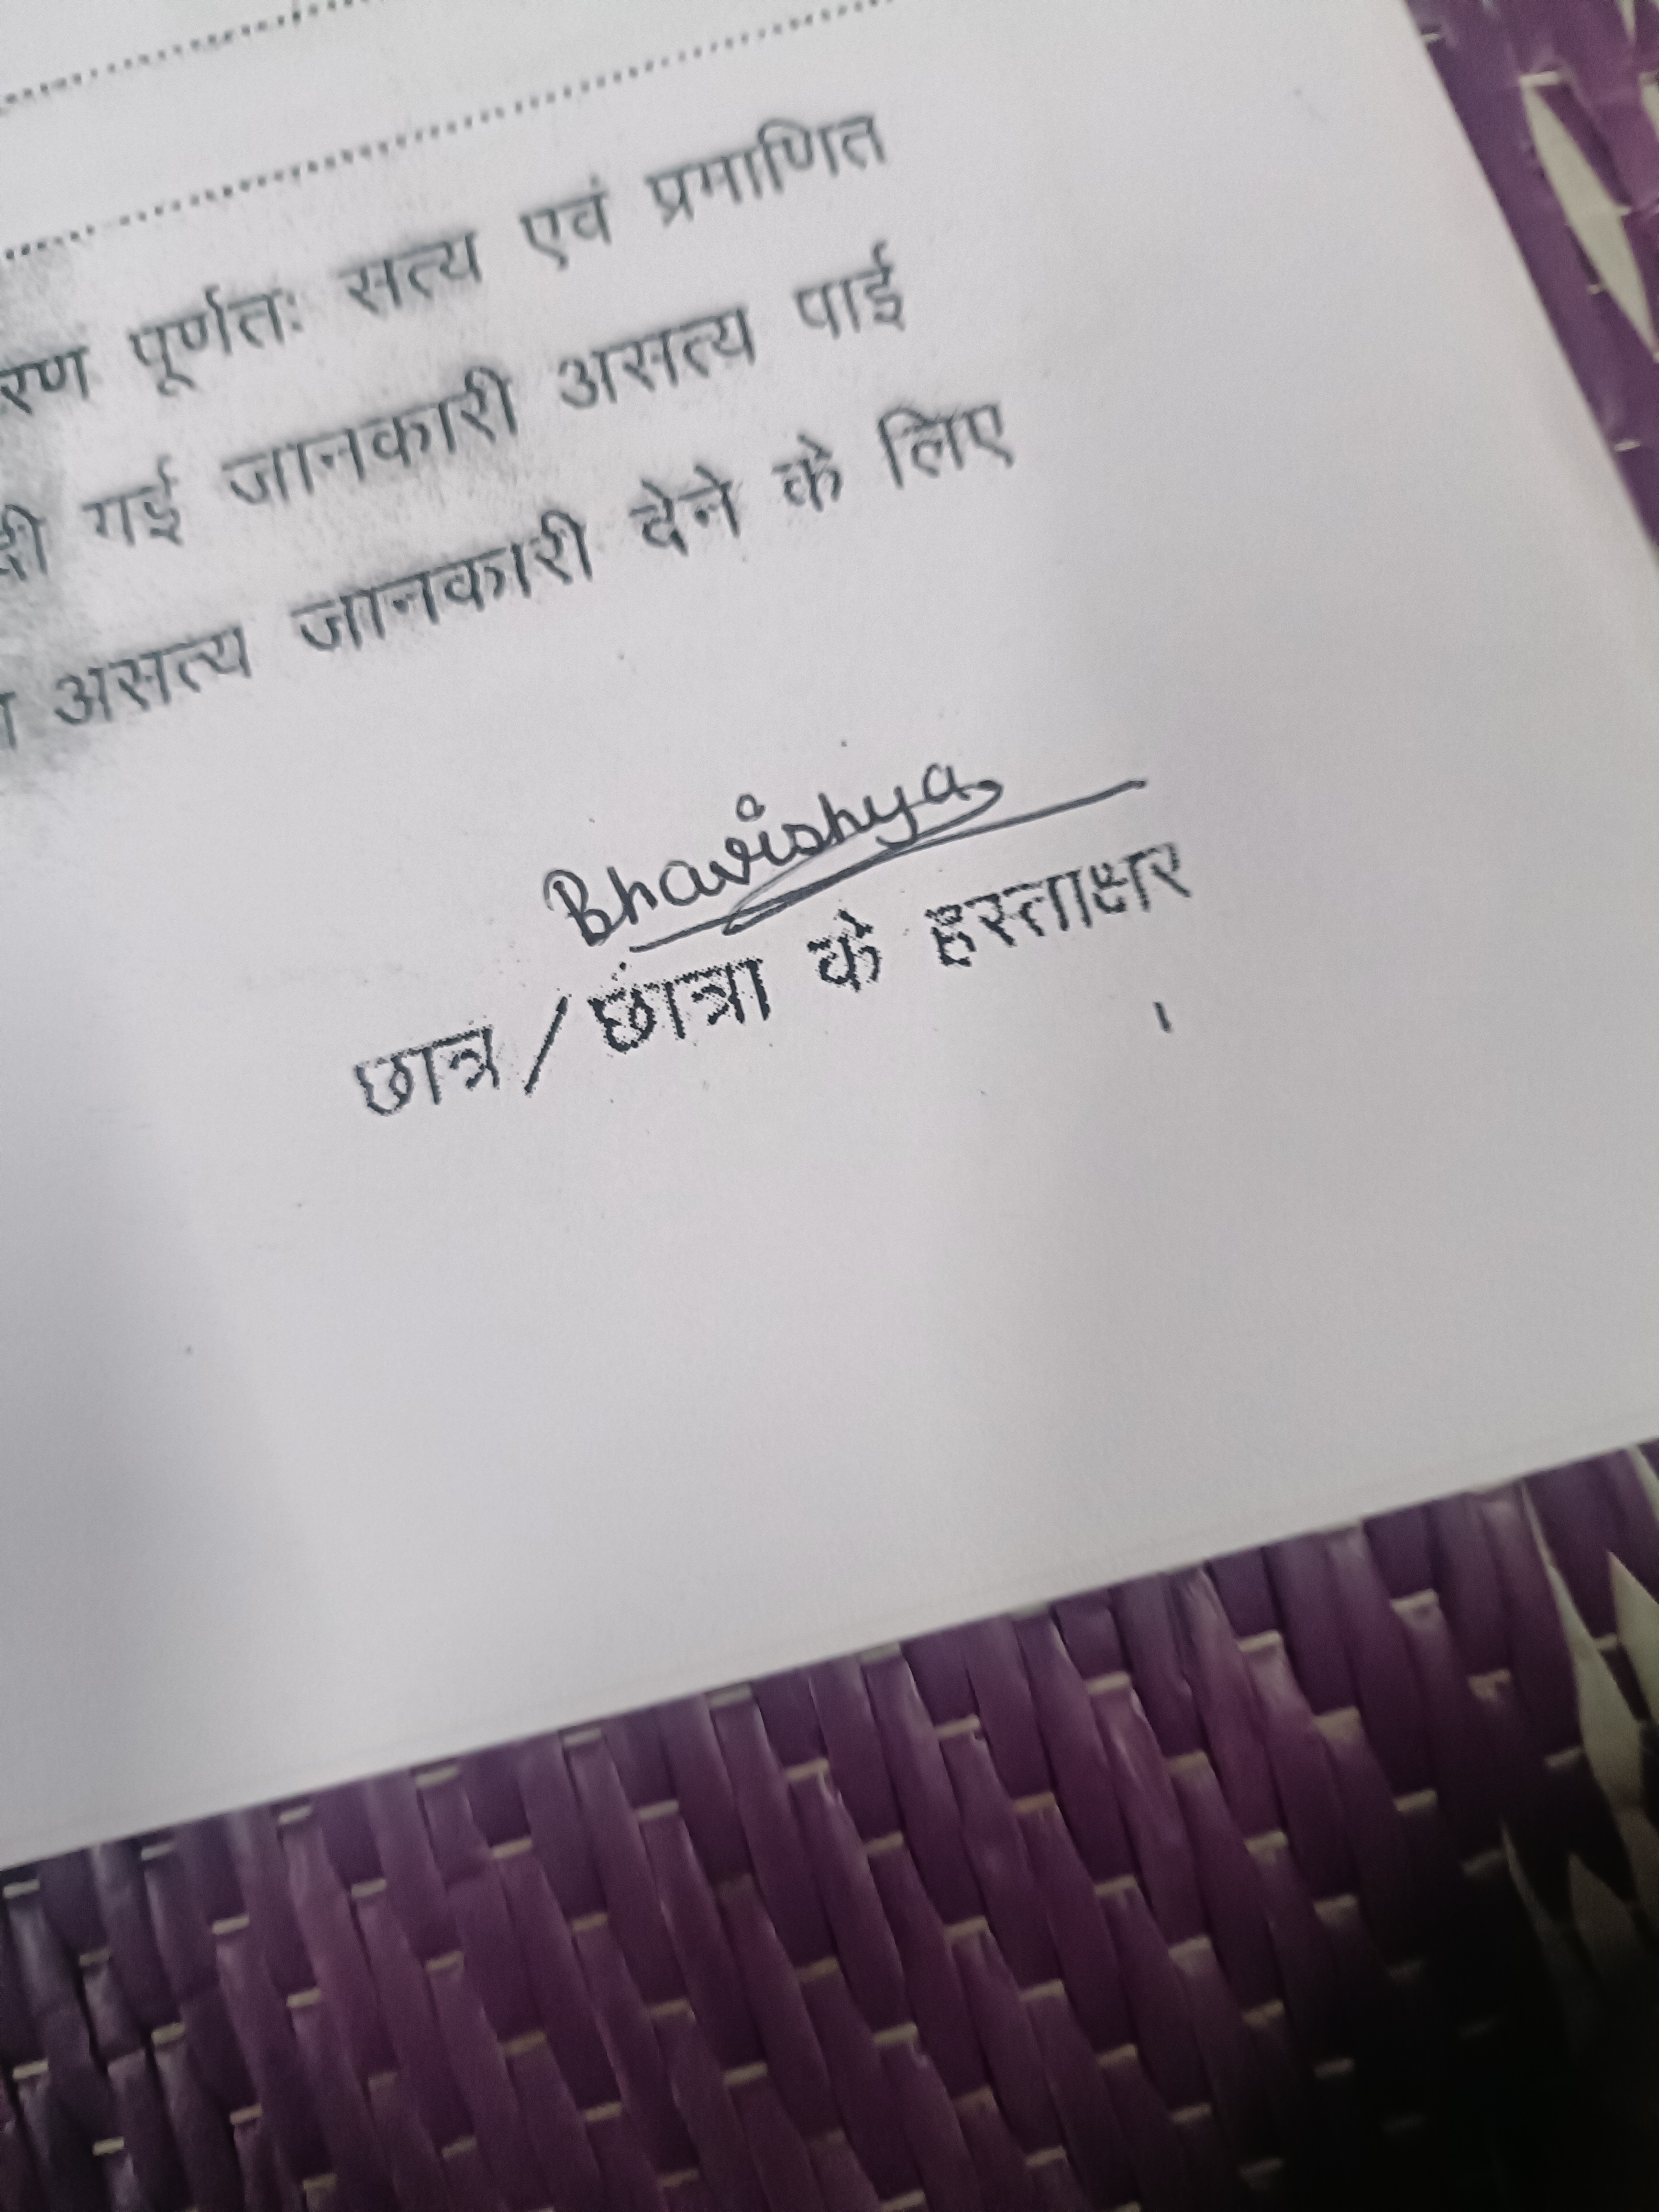 रण पूर्णतः सत्य एवं प्रमाणित
दी गई जानकारी असत्य पाई
असत्य जानकारी देने के लिए
Bhavishya
छात्र/छात्रा के हस्ताक्षर